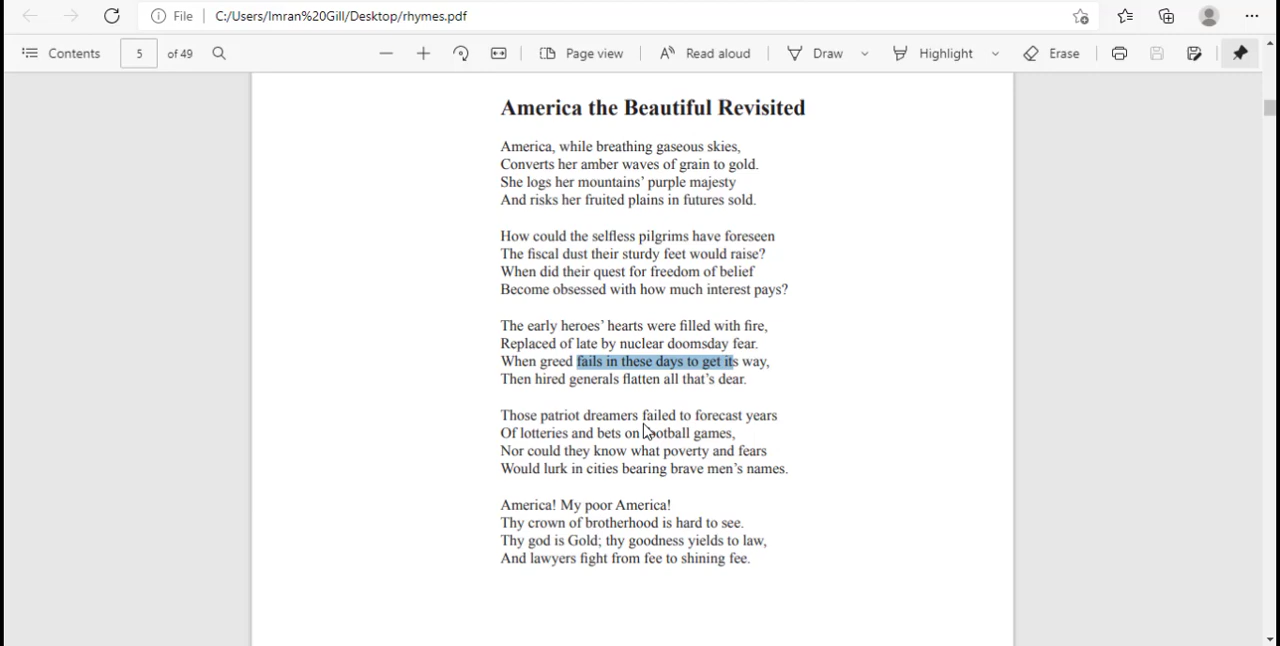 File C:/Users/Imran%20Gill/Desktop/rhymes.pdf
Contents 5 of 49 Page view A Read aloud Draw Highlight Erase
America the Beautiful Revisited
America, while breathing gaseous skies,
Converts her amber waves of grain to gold.
She logs her mountains’ purple majesty
And risks her fruited plains in futures sold.
How could the selfless pilgrims have foreseen
The fiscal dust their sturdy feet would raise?
When did their quest for freedom of belief
Become obsessed with how much interest pays?
The early heroes’ hearts were filled with fire,
Replaced of late by nuclear doomsday fear.
When greed fails in these days to get its way,
Then hired generals flatten all that’s dear.
Those patriot dreamers failed to forecast years
Of lotteries and bets on football games,
Nor could they know what poverty and fears
Would lurk in cities bearing brave men’s names.
America! My poor America!
Thy crown of brotherhood is hard to see.
Thy god is Gold; thy goodness yields to law,
And lawyers fight from fee to shining fee.